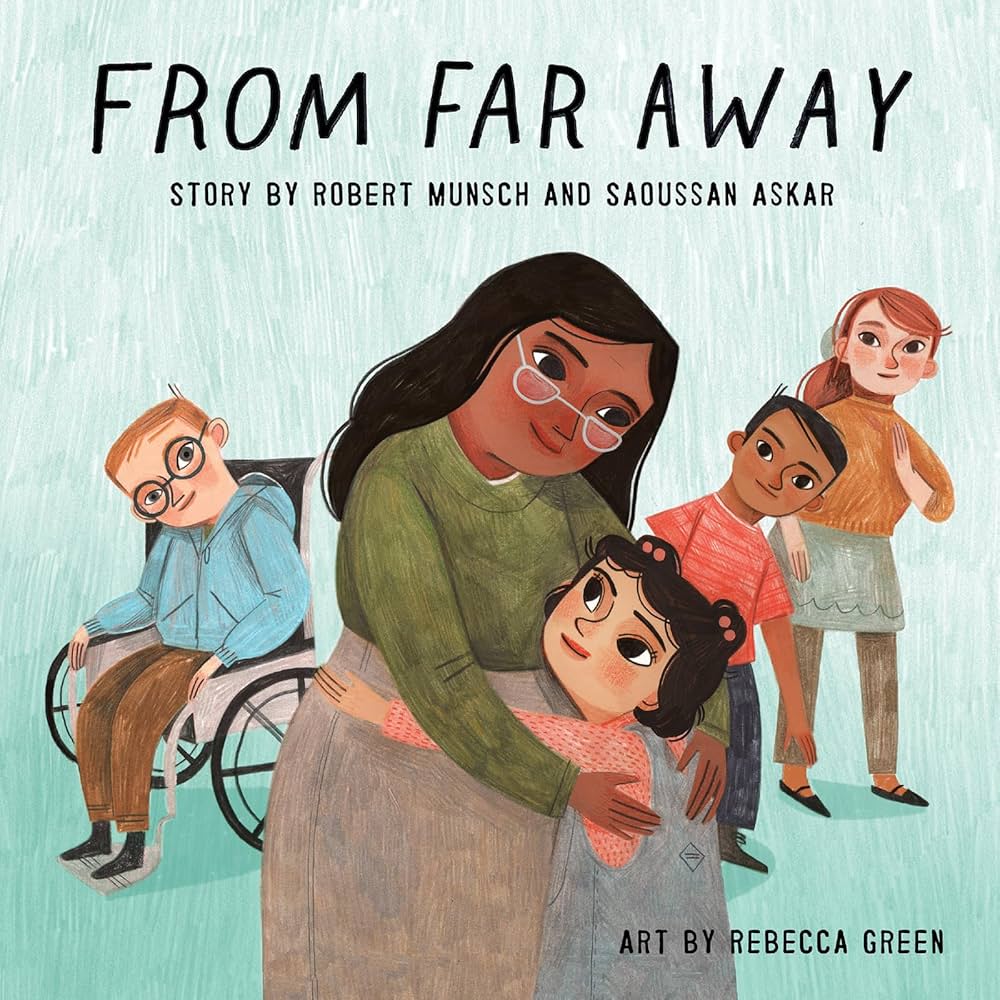 FROM FAR AWAY
STORY BY ROBERT MUNSCH AND SAOUSSAN ASKAR
ART BY REBECCA GREEN